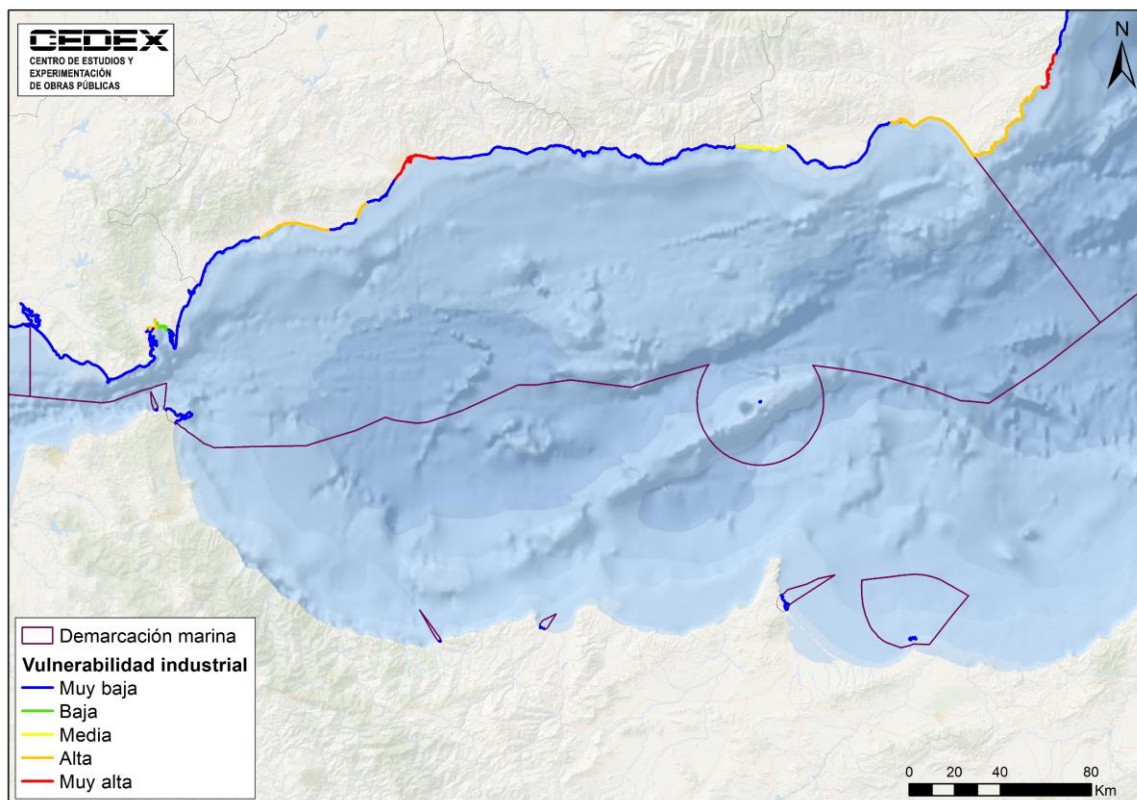 CEDEX
CENTRO DE ESTUDIOS Y
EXPERIMENTACIÓN
DE OBRAS PÚBLICAS
N
Demarcación marina
Vulnerabilidad industrial
Muy baja
Baja
Media
Alta
Muy alta
0 20 40 80
Km